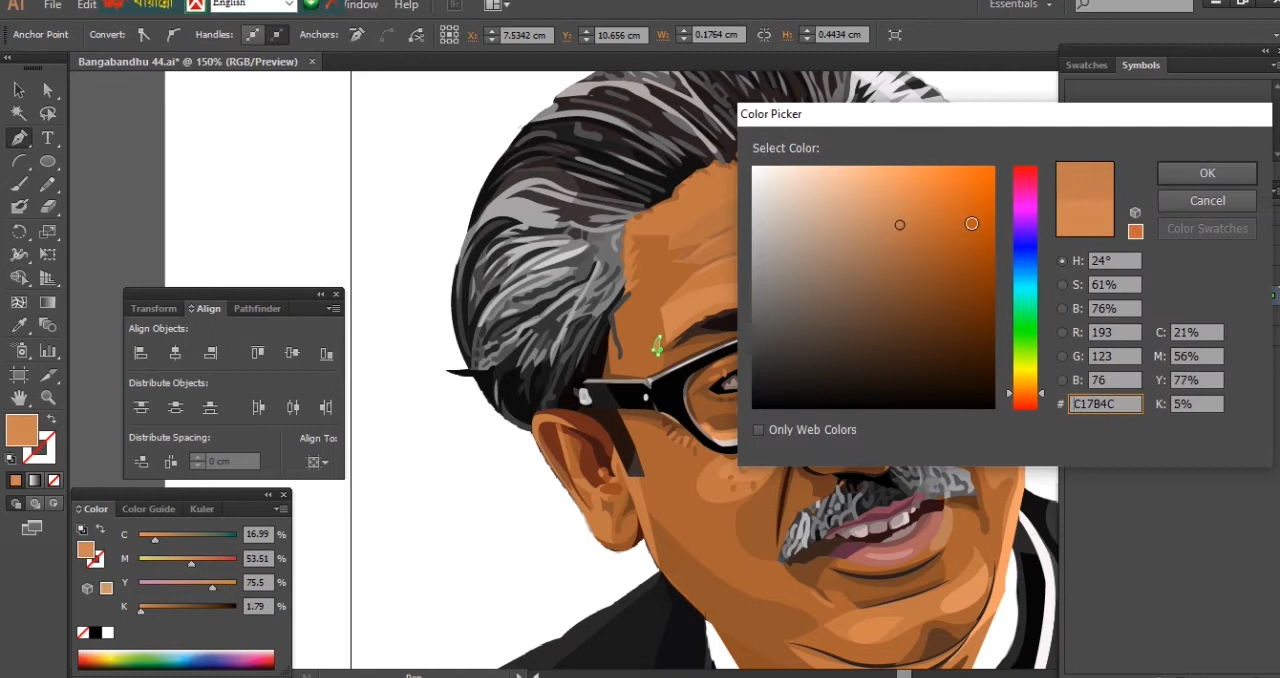 Ai File Edit English Window Help Br Essentials
Anchor Point Convert: Handles: Anchors: X: 7.5342 cm Y: 10.656 cm W: 0.1764 cm H: 0.4434 cm
Bangabandhu 44.ai* @ 150% (RGB/Preview) ×
Swatches Symbols
Color Picker
Select Color:
OK
Cancel
Color Swatches
H: 24°
S: 61%
B: 76%
R: 193 C: 21%
G: 123 M: 56%
B: 76 Y: 77%
# C17B4C K: 5%
Only Web Colors
Transform Align Pathfinder
Align Objects:
Distribute Objects:
Distribute Spacing: Align To:
0 cm
Color Color Guide Kuler
C 16.99 %
M 53.51 %
Y 75.5 %
K 1.79 %
Pen